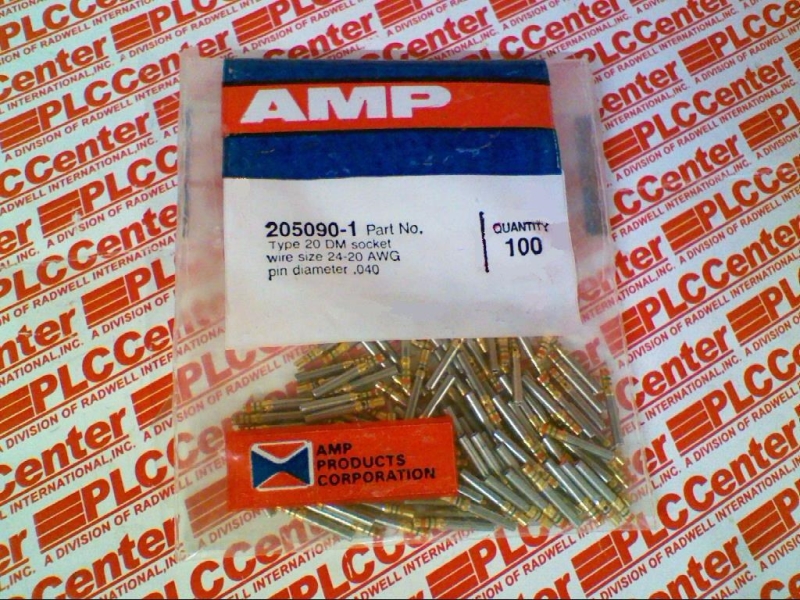 AMP
205090-1 Part No.
Type 20 DM socket
wire size 24-20 AWG
pin diameter .040
QUANTITY
100
AMP
PRODUCTS
CORPORATION
PLCCenter
A DIVISION OF RADWELL INTERNATIONAL, INC.